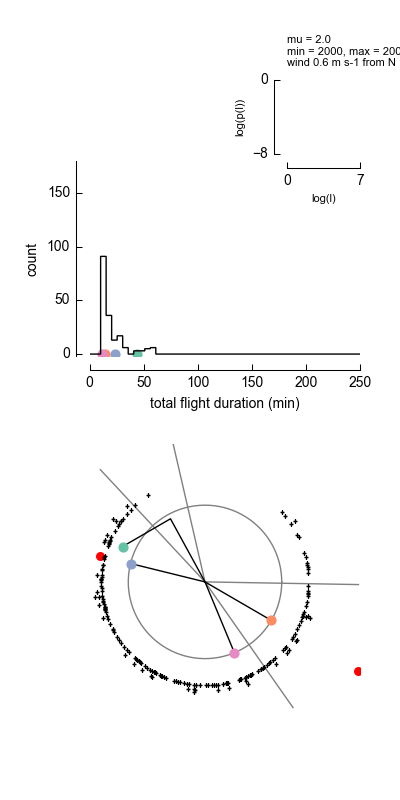 mu = 2.0
min = 2000, max = 200
wind 0.6 m s-1 from N
0
log(p(l))
−8
0
7
log(l)
150
100
count
50
0
0
50
100
150
200
250
total flight duration (min)